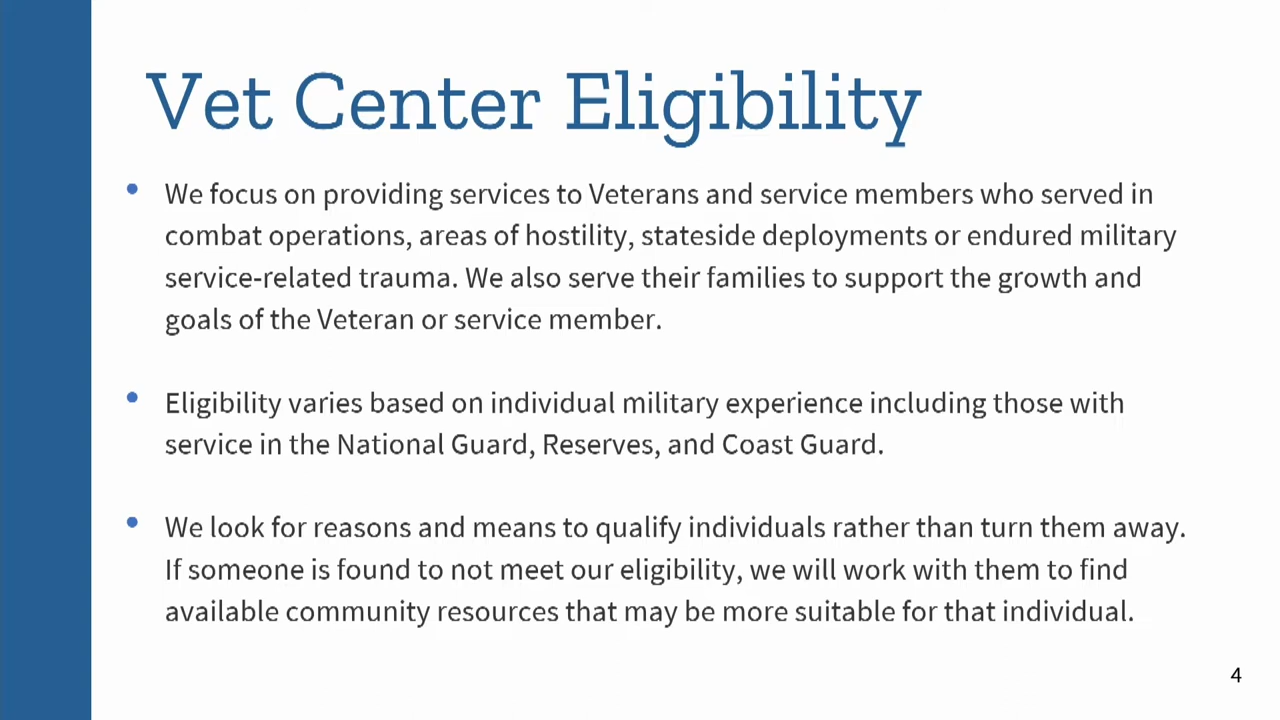 Vet Center Eligibility
• We focus on providing services to Veterans and service members who served in
combat operations, areas of hostility, stateside deployments or endured military
service-related trauma. We also serve their families to support the growth and
goals of the Veteran or service member.
• Eligibility varies based on individual military experience including those with
service in the National Guard, Reserves, and Coast Guard.
• We look for reasons and means to qualify individuals rather than turn them away.
If someone is found to not meet our eligibility, we will work with them to find
available community resources that may be more suitable for that individual.
4